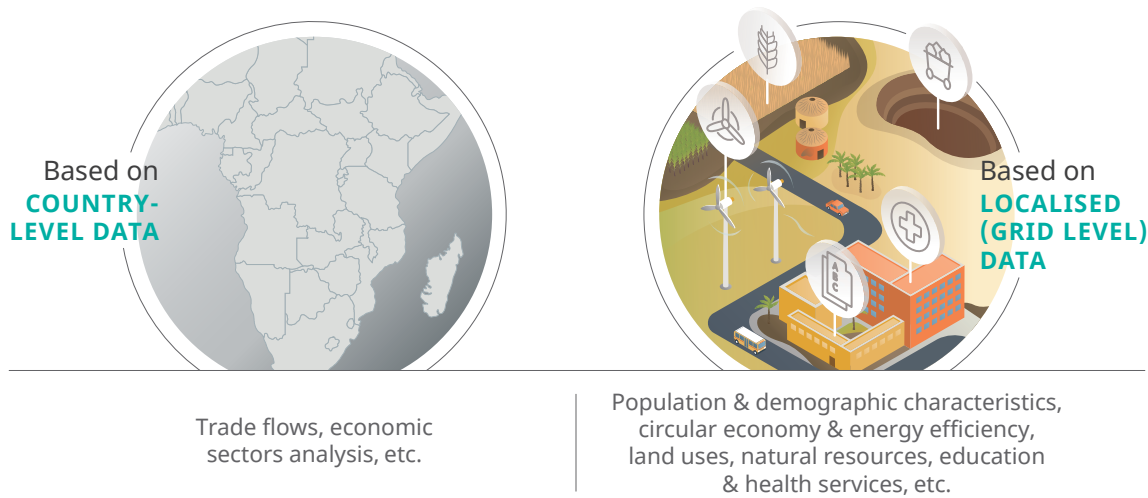 Based on
COUNTRY-
LEVEL DATA
Trade flows, economic
sectors analysis, etc.
Based on
LOCALISED
(GRID LEVEL)
DATA
A
B
C
Population & demographic characteristics,
circular economy & energy efficiency,
land uses, natural resources, education
& health services, etc.